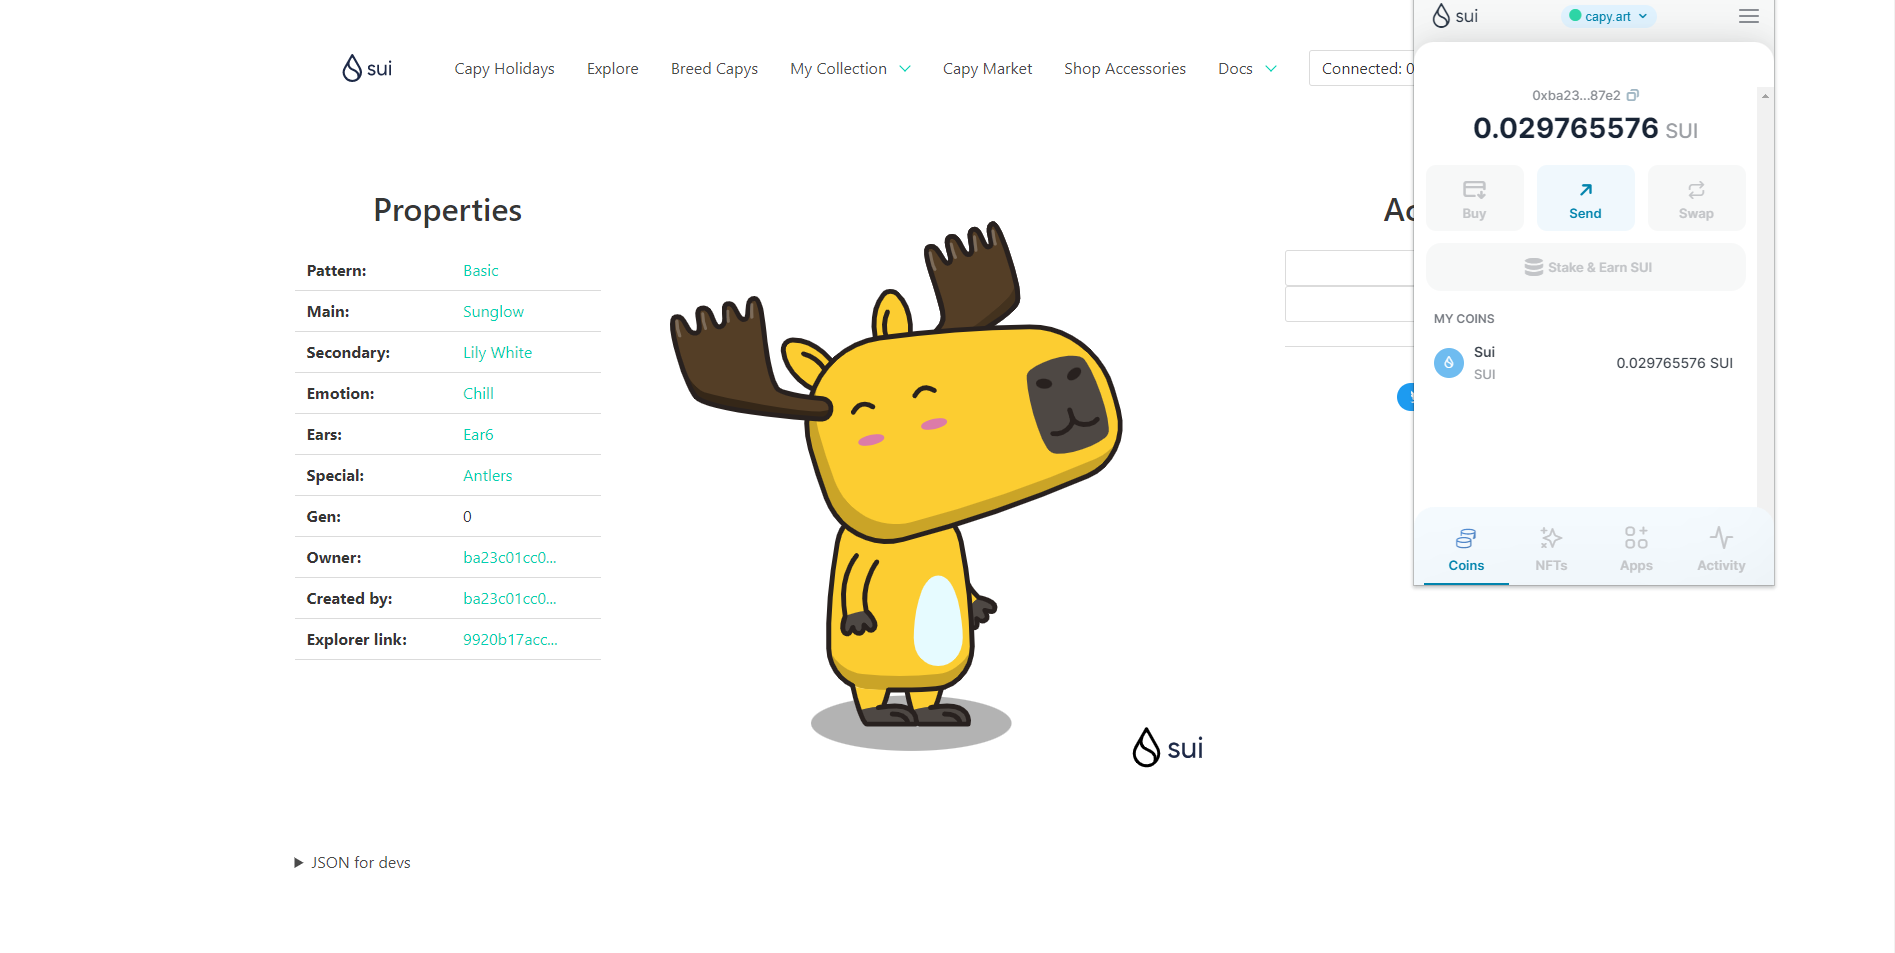 sui
Capy Holidays
Explore
Breed Capys
My Collection
Capy Market
Shop Accessories
Docs
Connected: 0
Properties
Pattern: Basic
Main: Sunglow
Secondary: Lily White
Emotion: Chill
Ears: Ear6
Special: Antlers
Gen: 0
Owner: ba23c01cc0...
Created by: ba23c01cc0...
Explorer link: 9920b17acc...
sui
JSON for devs
sui
capy.art
0xba23...87e2
0.029765576 SUI
Buy
Send
Swap
Stake & Earn SUI
MY COINS
Sui
SUI
0.029765576 SUI
Coins
NFTs
Apps
Activity